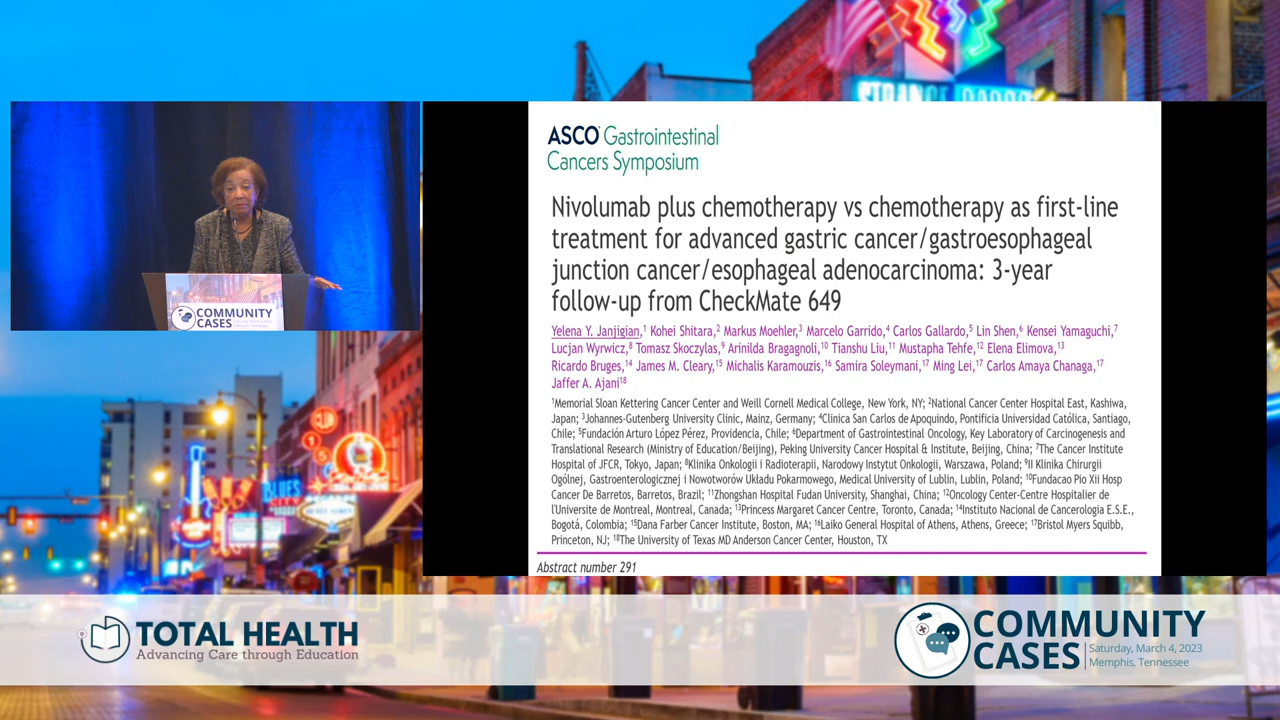 STRANGE CARGO
COMMUNITY
CASES
ASCO Gastrointestinal
Cancers Symposium
Nivolumab plus chemotherapy vs chemotherapy as first-line
treatment for advanced gastric cancer/gastroesophageal
junction cancer/esophageal adenocarcinoma: 3-year
follow-up from CheckMate 649
Yelena Y. Janjigian,¹ Kohei Shitara,² Markus Moehler,³ Marcelo Garrido,⁴ Carlos Gallardo,⁵ Lin Shen,⁶ Kensei Yamaguchi,⁷
Lucjan Wyrwicz,⁸ Tomasz Skoczylas,⁹ Arinilda Bragagnoli,¹⁰ Tianshu Liu,¹¹ Mustapha Tehfe,¹² Elena Elimova,¹³
Ricardo Bruges,¹⁴ James M. Cleary,¹⁵ Michalis Karamouzis,¹⁶ Samira Soleymani,¹⁷ Ming Lei,¹⁷ Carlos Amaya Chanaga,¹⁷
Jaffer A. Ajani¹⁸
¹Memorial Sloan Kettering Cancer Center and Weill Cornell Medical College, New York, NY; ²National Cancer Center Hospital East, Kashiwa,
Japan; ³Johannes-Gutenberg University Clinic, Mainz, Germany; ⁴Clinica San Carlos de Apoquindo, Pontificia Universidad Católica, Santiago,
Chile; ⁵Fundación Arturo López Pérez, Providencia, Chile; ⁶Department of Gastrointestinal Oncology, Key Laboratory of Carcinogenesis and
Translational Research (Ministry of Education/Beijing), Peking University Cancer Hospital & Institute, Beijing, China; ⁷The Cancer Institute
Hospital of JFCR, Tokyo, Japan; ⁸Klinika Onkologii i Radioterapii, Narodowy Instytut Onkologii, Warszawa, Poland; ⁹II Klinika Chirurgii
Ogólnej, Gastroenterologicznej i Nowotworów Układu Pokarmowego, Medical University of Lublin, Lublin, Poland; ¹⁰Fundacao Pio Xii Hosp
Cancer De Barretos, Barretos, Brazil; ¹¹Zhongshan Hospital Fudan University, Shanghai, China; ¹²Oncology Center-Centre Hospitalier de
l'Universite de Montreal, Montreal, Canada; ¹³Princess Margaret Cancer Centre, Toronto, Canada; ¹⁴Instituto Nacional de Cancerologia E.S.E.,
Bogotá, Colombia; ¹⁵Dana Farber Cancer Institute, Boston, MA; ¹⁶Laiko General Hospital of Athens, Athens, Greece; ¹⁷Bristol Myers Squibb,
Princeton, NJ; ¹⁸The University of Texas MD Anderson Cancer Center, Houston, TX
Abstract number 291
BLUES
CITY
TOTAL HEALTH
Advancing Care through Education
COMMUNITY
CASES
Saturday, March 4, 2023
Memphis, Tennessee